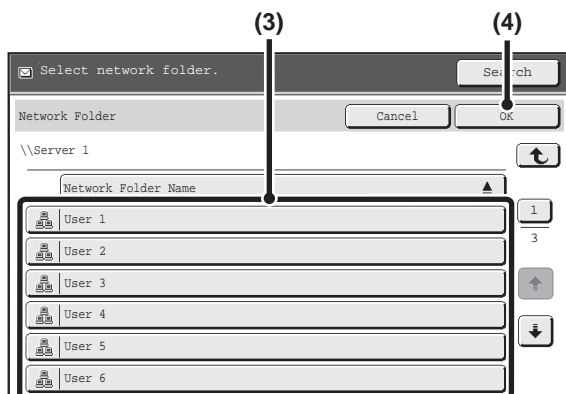 (3) (4)
Select network folder. Search
Network Folder Cancel OK
\\Server 1
Network Folder Name
User 1 1
User 2 3
User 3
User 4
User 5
User 6